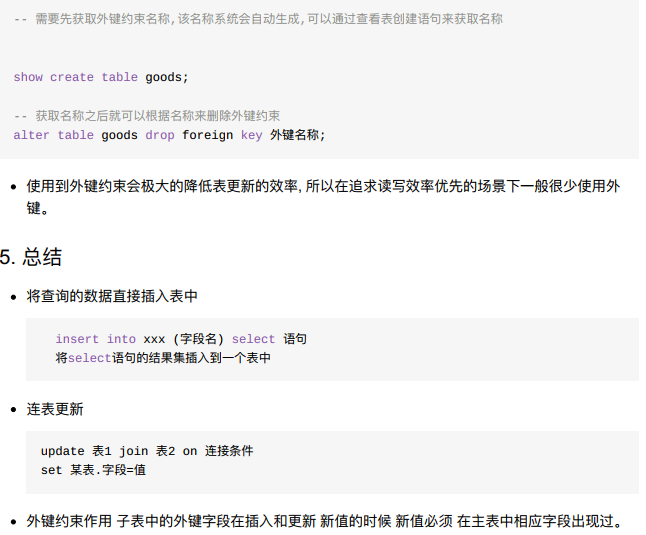 -- 需要先获取外键约束名称,该名称系统会自动生成,可以通过查看表创建语句来获取名称
show create table goods;
-- 获取名称之后就可以根据名称来删除外键约束
alter table goods drop foreign key 外键名称;
使用到外键约束会极大的降低表更新的效率, 所以在追求读写效率优先的场景下一般很少使用外
键。
5. 总结
将查询的数据直接插入表中
insert into xxx (字段名) select 语句
将select语句的结果集插入到一个表中
连表更新
update 表1 join 表2 on 连接条件
set 某表.字段=值
外键约束作用 子表中的外键字段在插入和更新 新值的时候 新值必须 在主表中相应字段出现过。